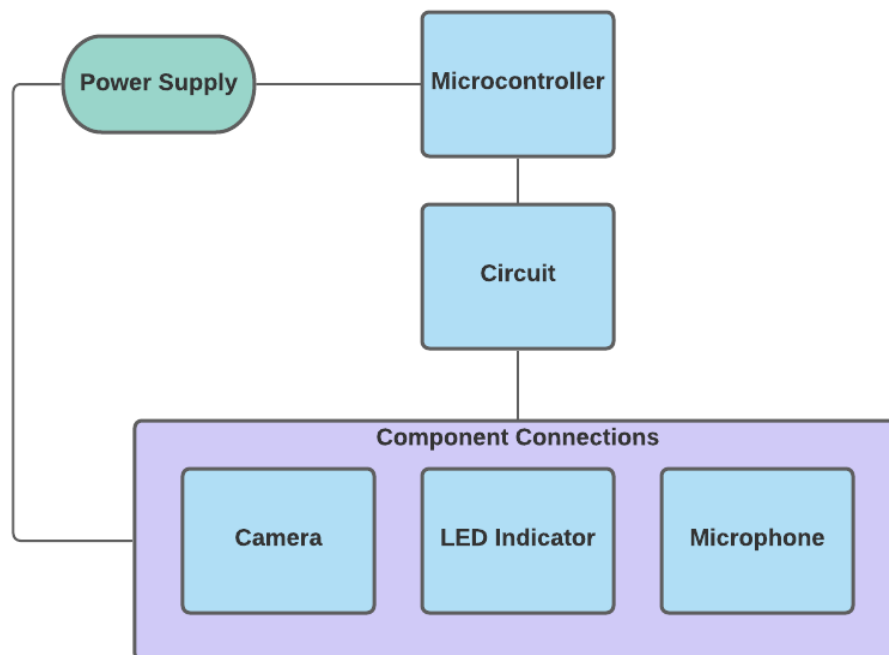 Power Supply
Microcontroller
Circuit
Component Connections
Camera
LED Indicator
Microphone